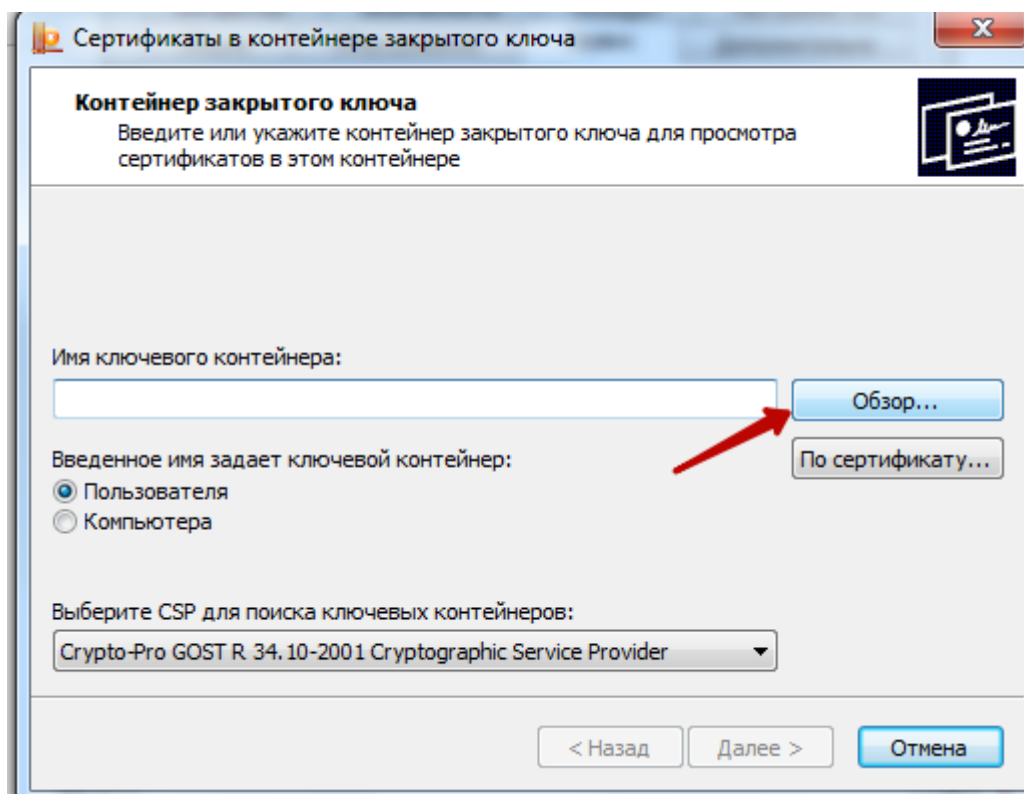 Сертификаты в контейнере закрытого ключа
Контейнер закрытого ключа
Введите или укажите контейнер закрытого ключа для просмотра
сертификатов в этом контейнере
Имя ключевого контейнера:
Обзор...
Введенное имя задает ключевой контейнер:
По сертификату...
Пользователя
Компьютера
Выберите CSP для поиска ключевых контейнеров:
Crypto-Pro GOST R 34.10-2001 Cryptographic Service Provider
< Назад
Далее >
Отмена